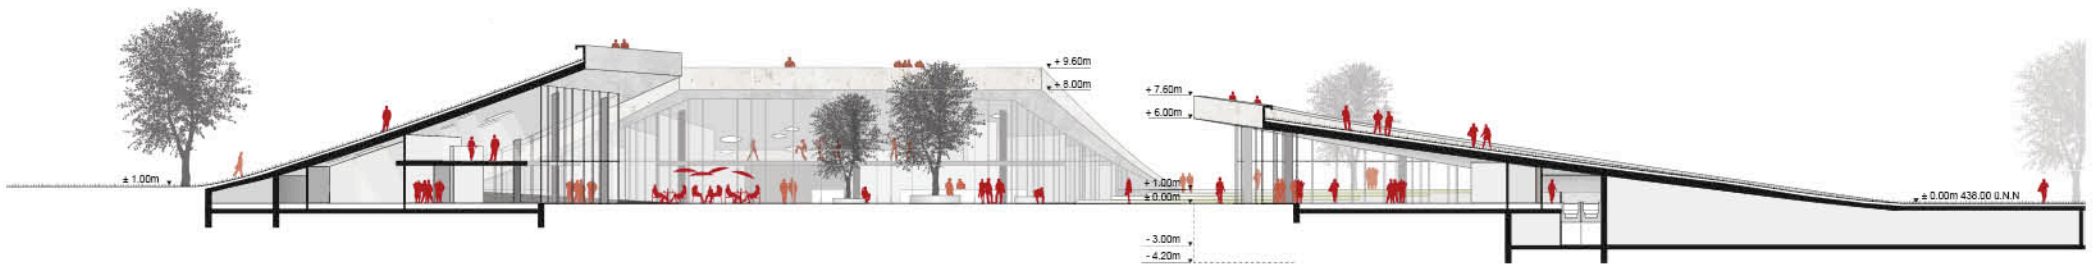 + 9.60m
+ 8.00m
+ 7.60m
+ 6.00m
± 1.00m
+ 1.00m
± 0.00m
± 0.00m 436.00 ü.N.N
- 3.00m
- 4.20m